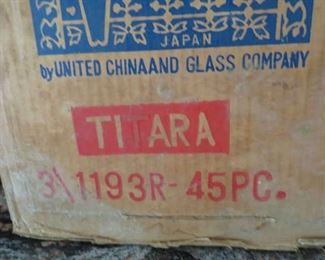 JAPAN
by UNITED CHINAAND GLASS COMPANY
TITARA
3\1193R-45PC.